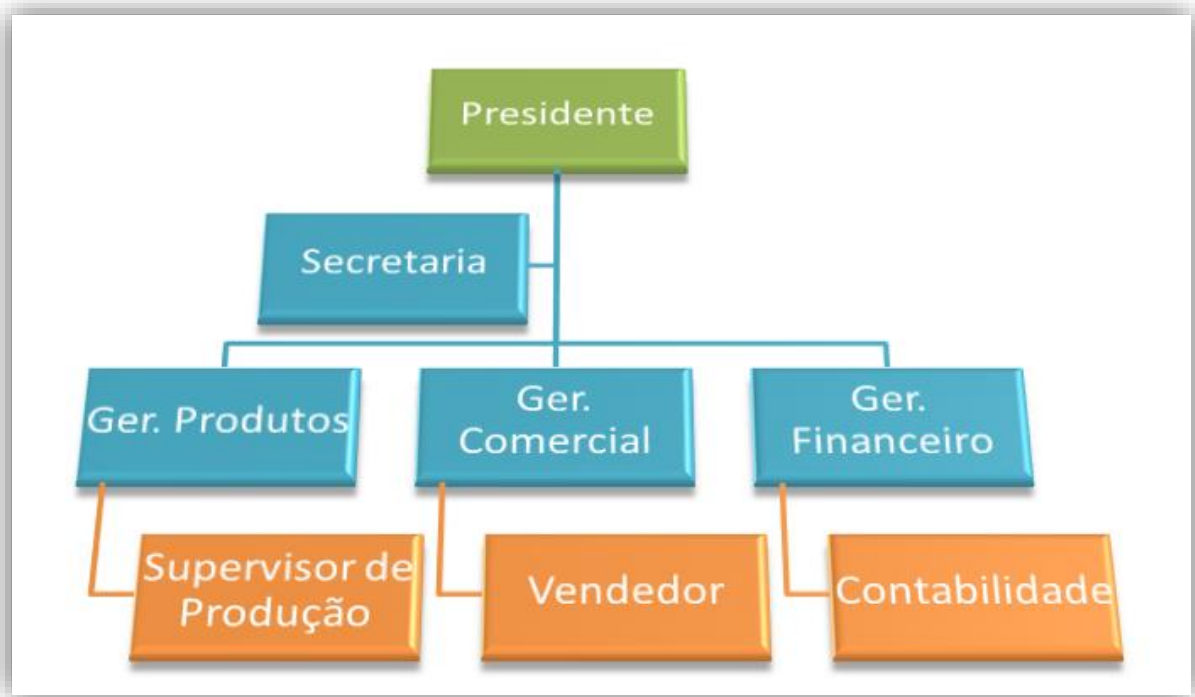 Presidente
Secretaria
Ger. Produtos
Ger.
Comercial
Ger.
Financeiro
Supervisor de
Produção
Vendedor
Contabilidade